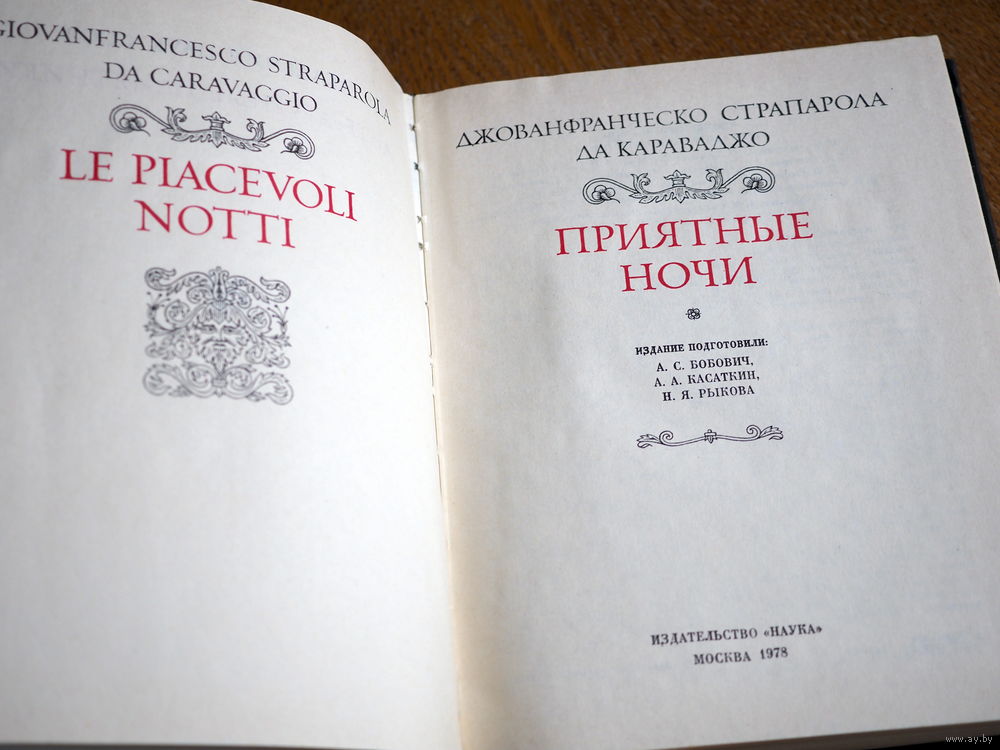 GIOVANFRANCESCO STRAPAROLA
DA CARAVAGGIO
LE PIACEVOLI
NOTTI
ДЖОВАНФРАНЧЕСКО СТРАПАРОЛА
ДА КАРАВАДЖО
ПРИЯТНЫЕ
НОЧИ
ИЗДАНИЕ ПОДГОТОВИЛИ:
А. С. БОБОВИЧ,
А. А. КАСАТКИН,
Н. Я. РЫКОВА
ИЗДАТЕЛЬСТВО «НАУКА»
МОСКВА 1978
www.ay.by